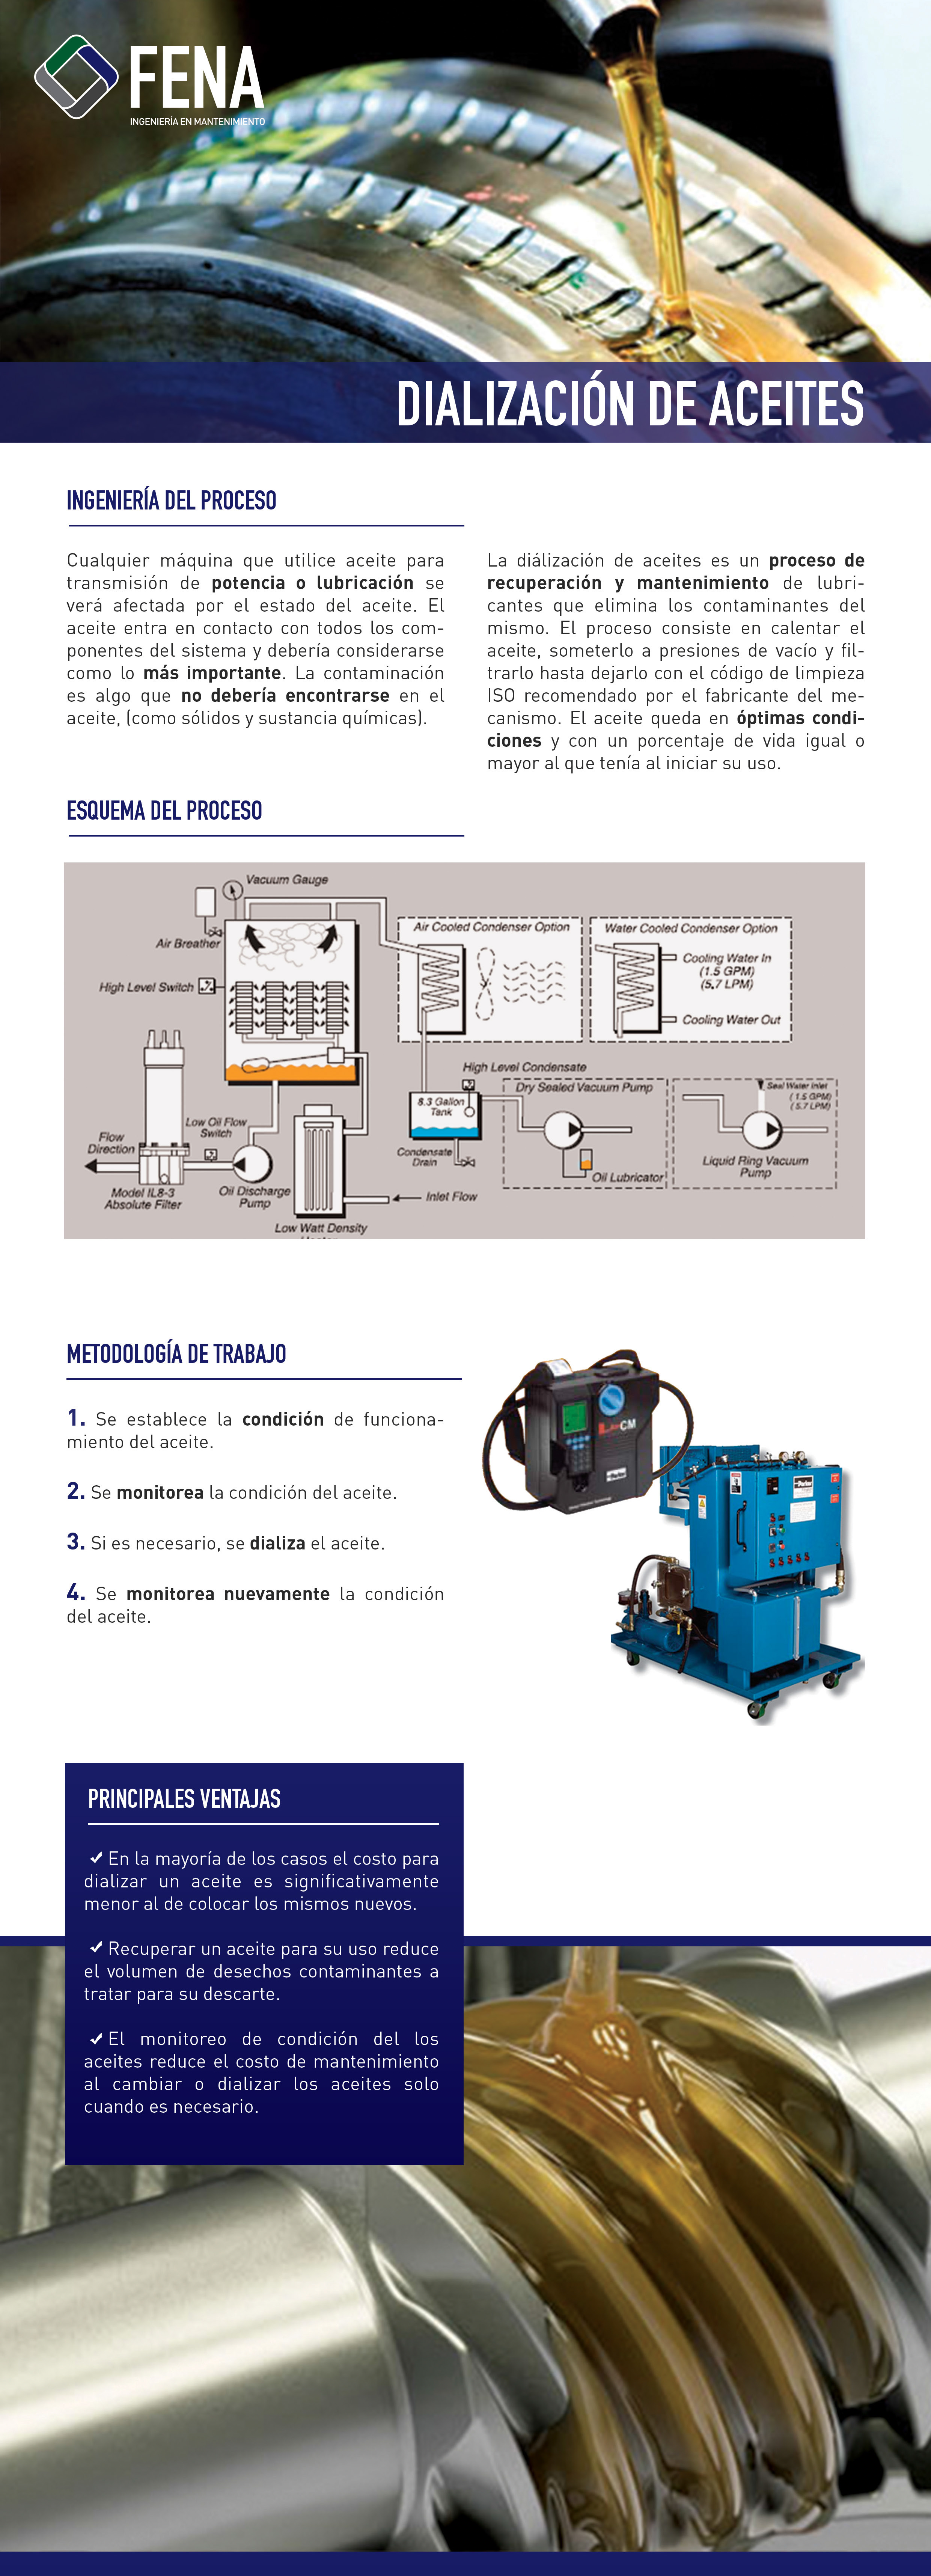 FENA
INGENIERÍA EN MANTENIMIENTO
DIALIZACIÓN DE ACEITES
INGENIERÍA DEL PROCESO
Cualquier máquina que utilice aceite para
transmisión de potencia o lubricación se
verá afectada por el estado del aceite. El
aceite entra en contacto con todos los com-
ponentes del sistema y debería considerarse
como lo más importante. La contaminación
es algo que no debería encontrarse en el
aceite, (como sólidos y sustancia químicas).
La diálización de aceites es un proceso de
recuperación y mantenimiento de lubri-
cantes que elimina los contaminantes del
mismo. El proceso consiste en calentar el
aceite, someterlo a presiones de vacío y fil-
trarlo hasta dejarlo con el código de limpieza
ISO recomendado por el fabricante del me-
canismo. El aceite queda en óptimas condi-
ciones y con un porcentaje de vida igual o
mayor al que tenía al iniciar su uso.
ESQUEMA DEL PROCESO
Vacuum Gauge
Air Breather
High Level Switch
Air Cooled Condenser Option
Water Cooled Condenser Option
Cooling Water In
(1.5 GPM)
(5.7 LPM)
Cooling Water Out
High Level Condensate
8.3 Gallon
Tank
Dry Sealed Vacuum Pump
Seal Water Inlet
(1.5 GPM)
(5.7 LPM)
Low Oil Flow
Switch
Flow
Direction
Condensate
Drain
Oil Lubricator
Liquid Ring Vacuum
Pump
Model IL8-3
Absolute Filter
Oil Discharge
Pump
Inlet Flow
Low Watt Density
METODOLOGÍA DE TRABAJO
1. Se establece la condición de funciona-
miento del aceite.
2. Se monitorea la condición del aceite.
3. Si es necesario, se dializa el aceite.
4. Se monitorea nuevamente la condición
del aceite.
CM
Parker
PRINCIPALES VENTAJAS
En la mayoría de los casos el costo para
dializar un aceite es significativamente
menor al de colocar los mismos nuevos.
Recuperar un aceite para su uso reduce
el volumen de desechos contaminantes a
tratar para su descarte.
El monitoreo de condición del los
aceites reduce el costo de mantenimiento
al cambiar o dializar los aceites solo
cuando es necesario.